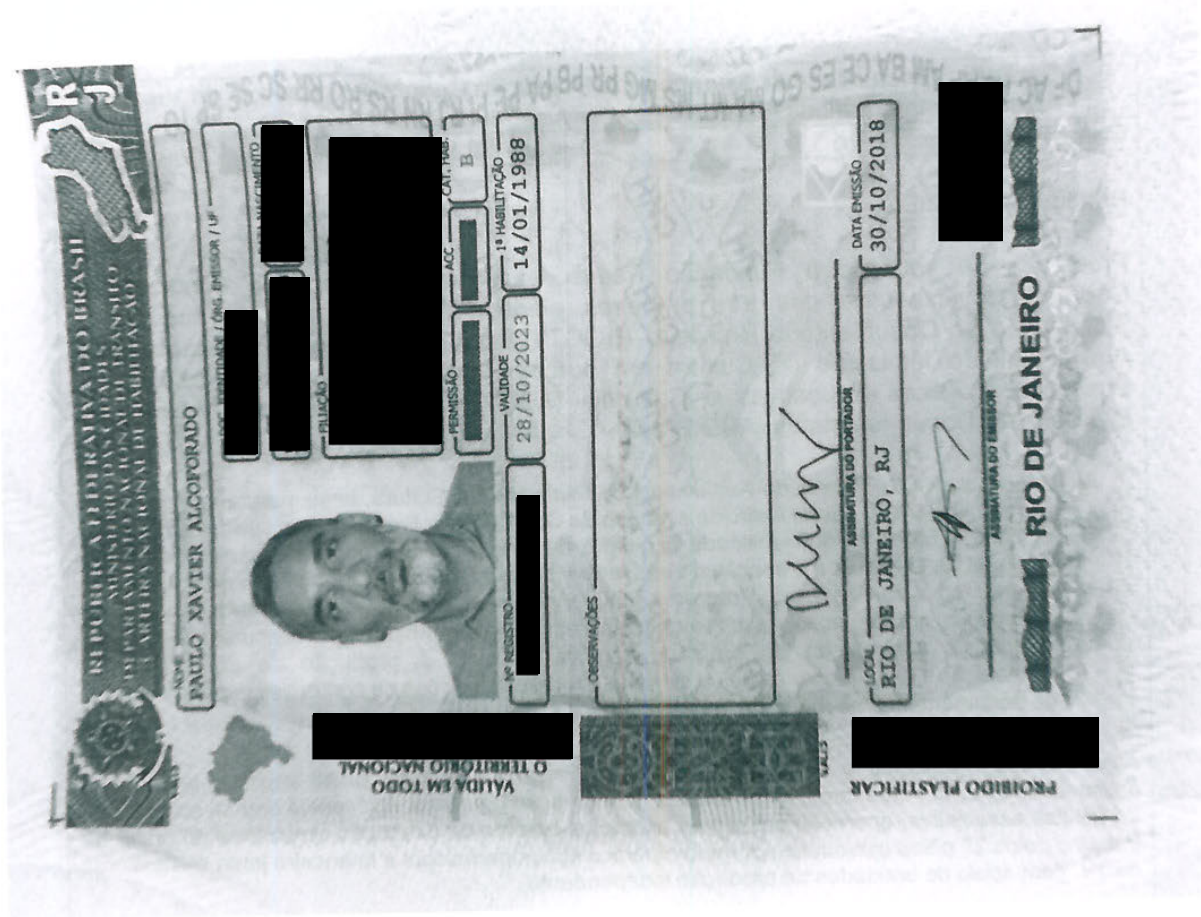 RJ
REPÚBLICA FEDERATIVA DO BRASIL
MINISTÉRIO DAS CIDADES
DEPARTAMENTO NACIONAL DE TRÂNSITO
CARTEIRA NACIONAL DE HABILITAÇÃO
NOME
PAULO XAVIER ALCOFORADO
DOC. IDENTIDADE / ÓRG. EMISSOR / UF
NASCIMENTO
FILIAÇÃO
PERMISSÃO
ACC
CAT. HAB.
B
Nº REGISTRO
VALIDADE
28/10/2023
1ª HABILITAÇÃO
14/01/1988
OBSERVAÇÕES
ASSINATURA DO PORTADOR
LOCAL
RIO DE JANEIRO, RJ
DATA EMISSÃO
30/10/2018
ASSINATURA DO EMISSOR
RIO DE JANEIRO
VÁLIDA EM TODO
O TERRITÓRIO NACIONAL
PROIBIDO PLASTIFICAR